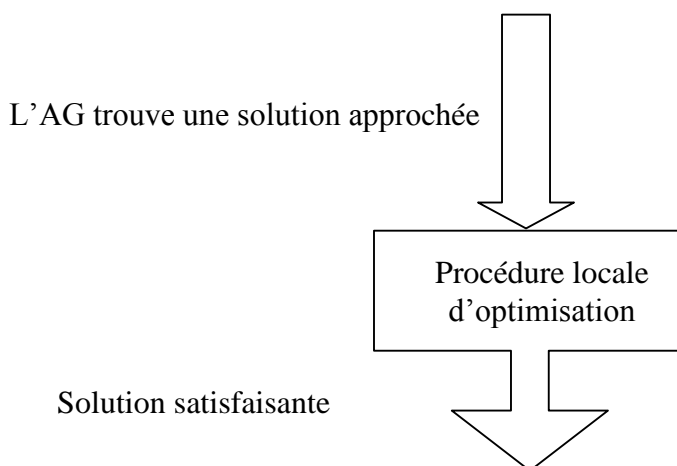 L’AG trouve une solution approchée
Procédure locale
d’optimisation
Solution satisfaisante